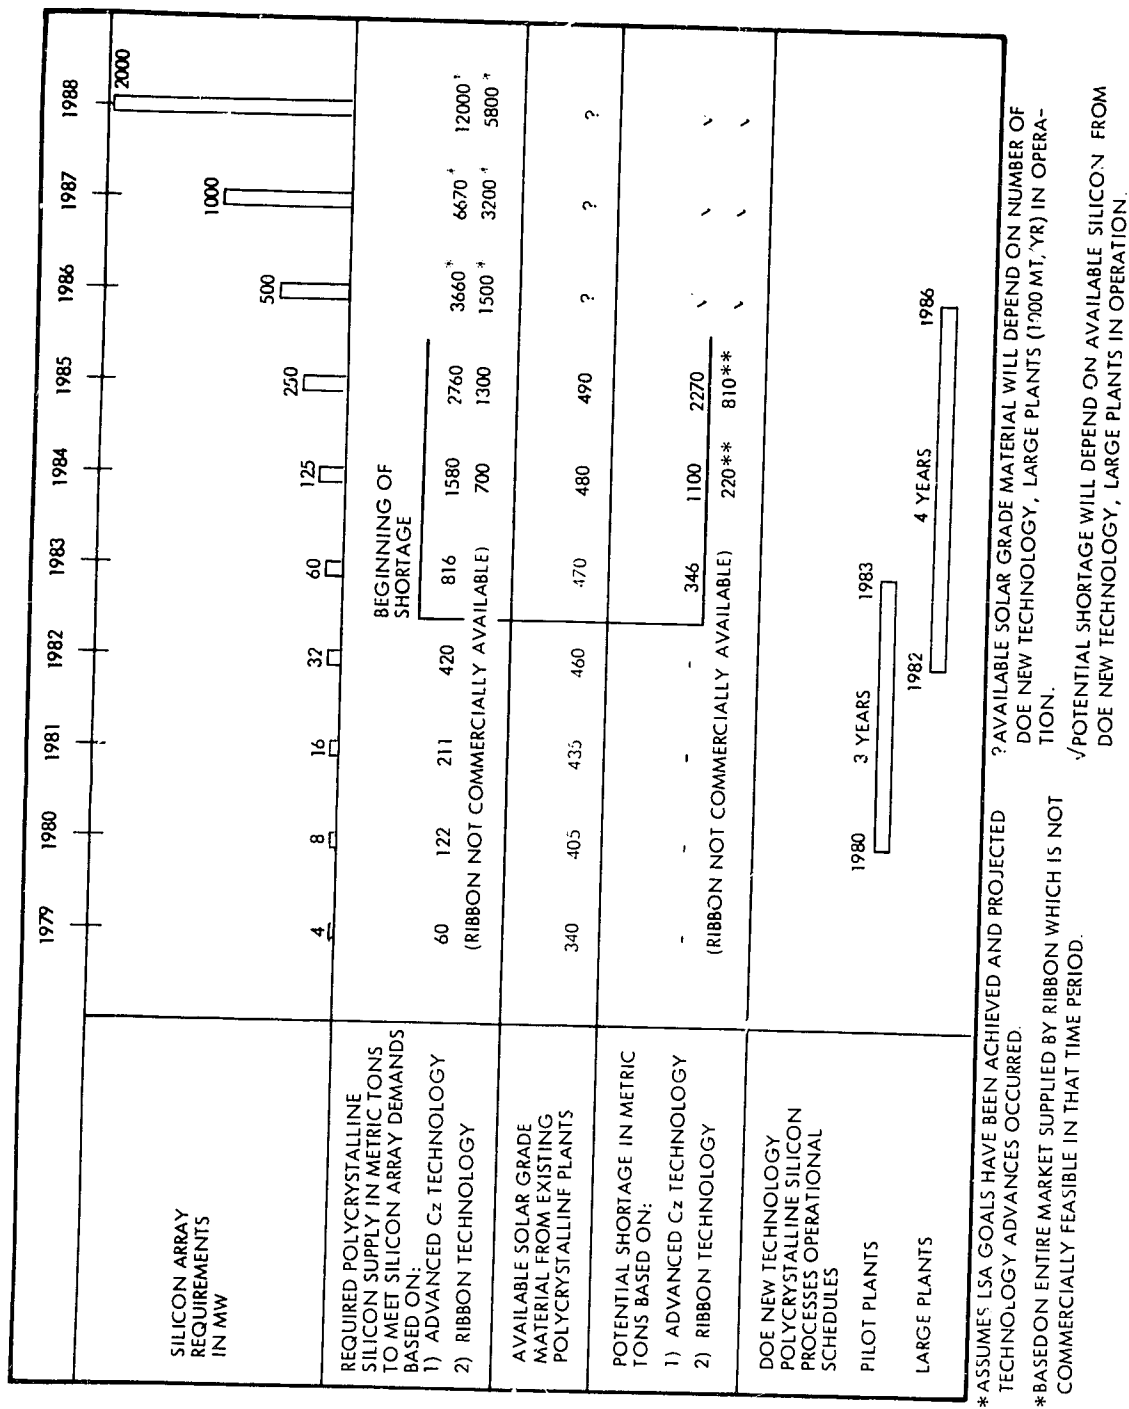 1979 1980 1981 1982 1983 1984 1985 1986 1987 1988
SILICON ARRAY
REQUIREMENTS
IN MW
4 8 16 32 60 125 250 500 1000 2000
REQUIRED POLYCRYSTALLINE
SILICON SUPPLY IN METRIC TONS
TO MEET SILICON ARRAY DEMANDS
BASED ON:
BEGINNING OF
SHORTAGE
1) ADVANCED Cz TECHNOLOGY 60 122 211 420 816 1580 2760 3660* 6670* 12000*
2) RIBBON TECHNOLOGY (RIBBON NOT COMMERCIALLY AVAILABLE) 700 1300 1500* 3200* 5800*
AVAILABLE SOLAR GRADE
MATERIAL FROM EXISTING
POLYCRYSTALLINE PLANTS
340 405 435 460 470 480 490 ? ? ?
POTENTIAL SHORTAGE IN METRIC
TONS BASED ON:
1) ADVANCED Cz TECHNOLOGY - - - - 346 1100 2270 √ √ √
2) RIBBON TECHNOLOGY (RIBBON NOT COMMERCIALLY AVAILABLE) 220** 810** √ √ √
DOE NEW TECHNOLOGY
POLYCRYSTALLINE SILICON
PROCESSES OPERATIONAL
SCHEDULES
PILOT PLANTS 1980 3 YEARS 1983
LARGE PLANTS 1982 4 YEARS 1986
*ASSUMES LSA GOALS HAVE BEEN ACHIEVED AND PROJECTED
TECHNOLOGY ADVANCES OCCURRED.
*BASEDON ENTIRE MARKET SUPPLIED BY RIBBON WHICH IS NOT
COMMERCIALLY FEASIBLE IN THAT TIME PERIOD.
? AVAILABLE SOLAR GRADE MATERIAL WILL DEPEND ON NUMBER OF
DOE NEW TECHNOLOGY, LARGE PLANTS (1000 MT/YR) IN OPERA-
TION.
√POTENTIAL SHORTAGE WILL DEPEND ON AVAILABLE SILICON FROM
DOE NEW TECHNOLOGY, LARGE PLANTS IN OPERATION.